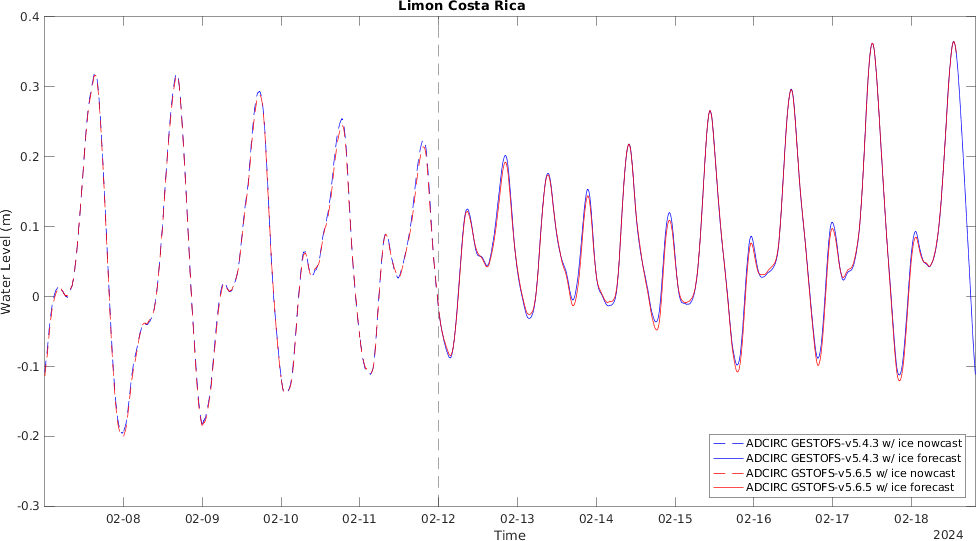 Limon Costa Rica
0.4
0.3
0.2
0.1
0
-0.1
-0.2
-0.3
Water Level (m)
ADCIRC GESTOFS-v5.4.3 w/ ice nowcast
ADCIRC GESTOFS-v5.4.3 w/ ice forecast
ADCIRC GSTOFS-v5.6.5 w/ ice nowcast
ADCIRC GSTOFS-v5.6.5 w/ ice forecast
02-08 02-09 02-10 02-11 02-12 02-13 02-14 02-15 02-16 02-17 02-18
Time 2024